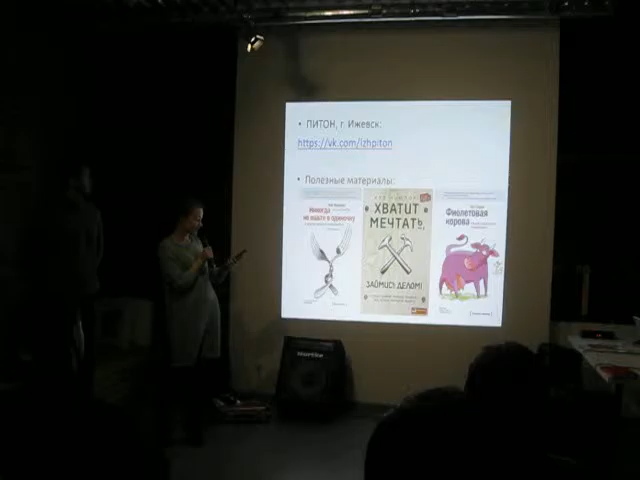 • ПИТОН, г. Ижевск:
https://vk.com/izhpiton
• Полезные материалы:
Никогда
не ешьте в одиночку
ХВАТИТ
МЕЧТАТЬ,
ЗАЙМИСЬ ДЕЛОМ!
Фиолетовая
корова